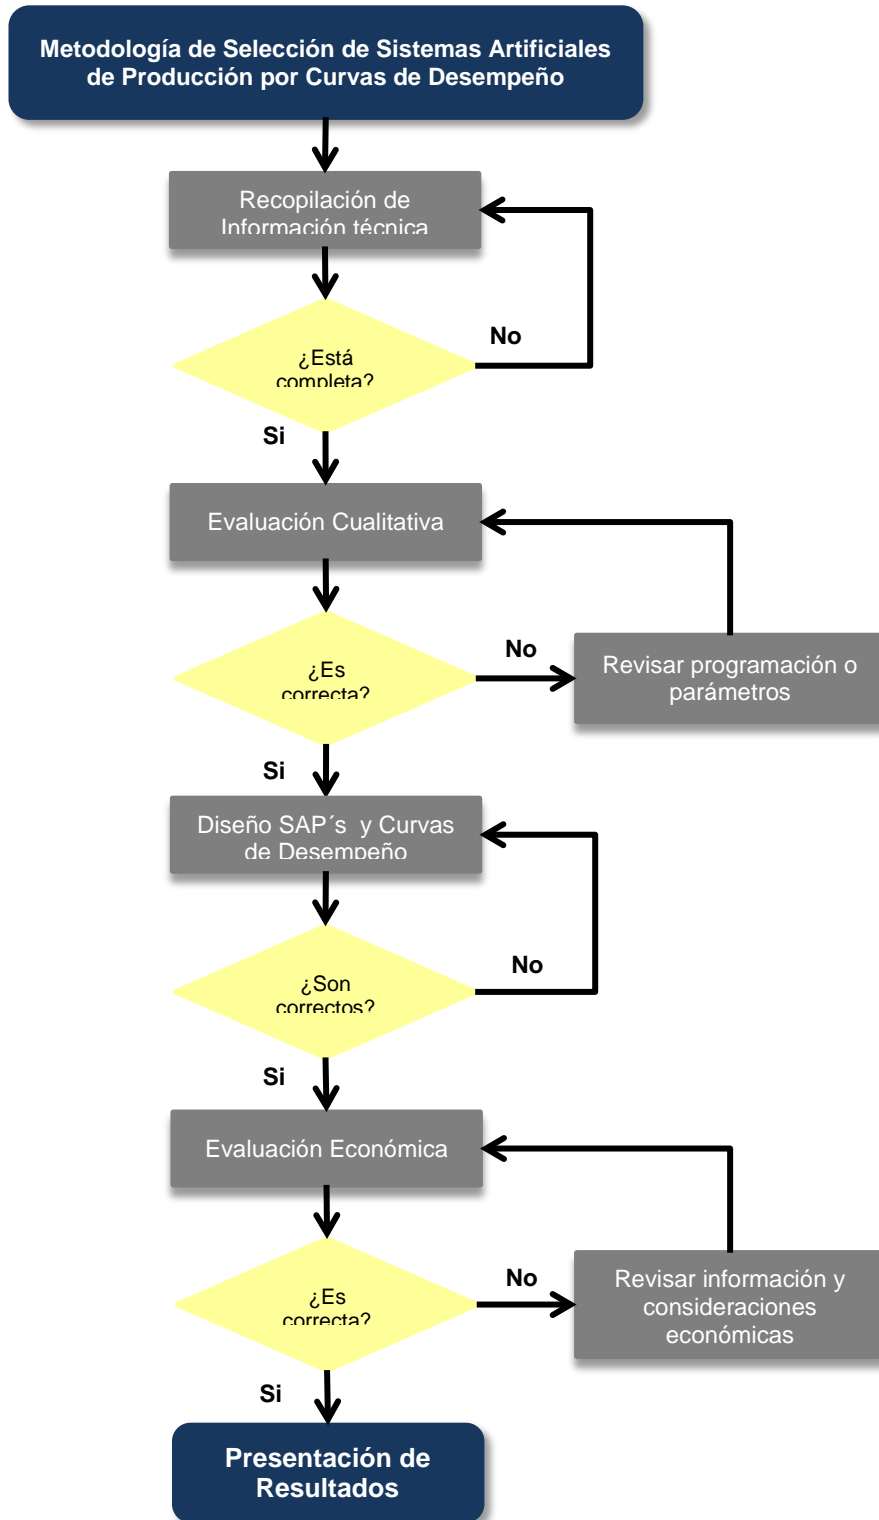 Metodología de Selección de Sistemas Artificiales
de Producción por Curvas de Desempeño
Recopilación de
Información técnica
¿Está
completa?
No
Si
Evaluación Cualitativa
¿Es
correcta?
No
Revisar programación o
parámetros
Si
Diseño SAP´s y Curvas
de Desempeño
¿Son
correctos?
No
Si
Evaluación Económica
¿Es
correcta?
No
Revisar información y
consideraciones
económicas
Si
Presentación de
Resultados